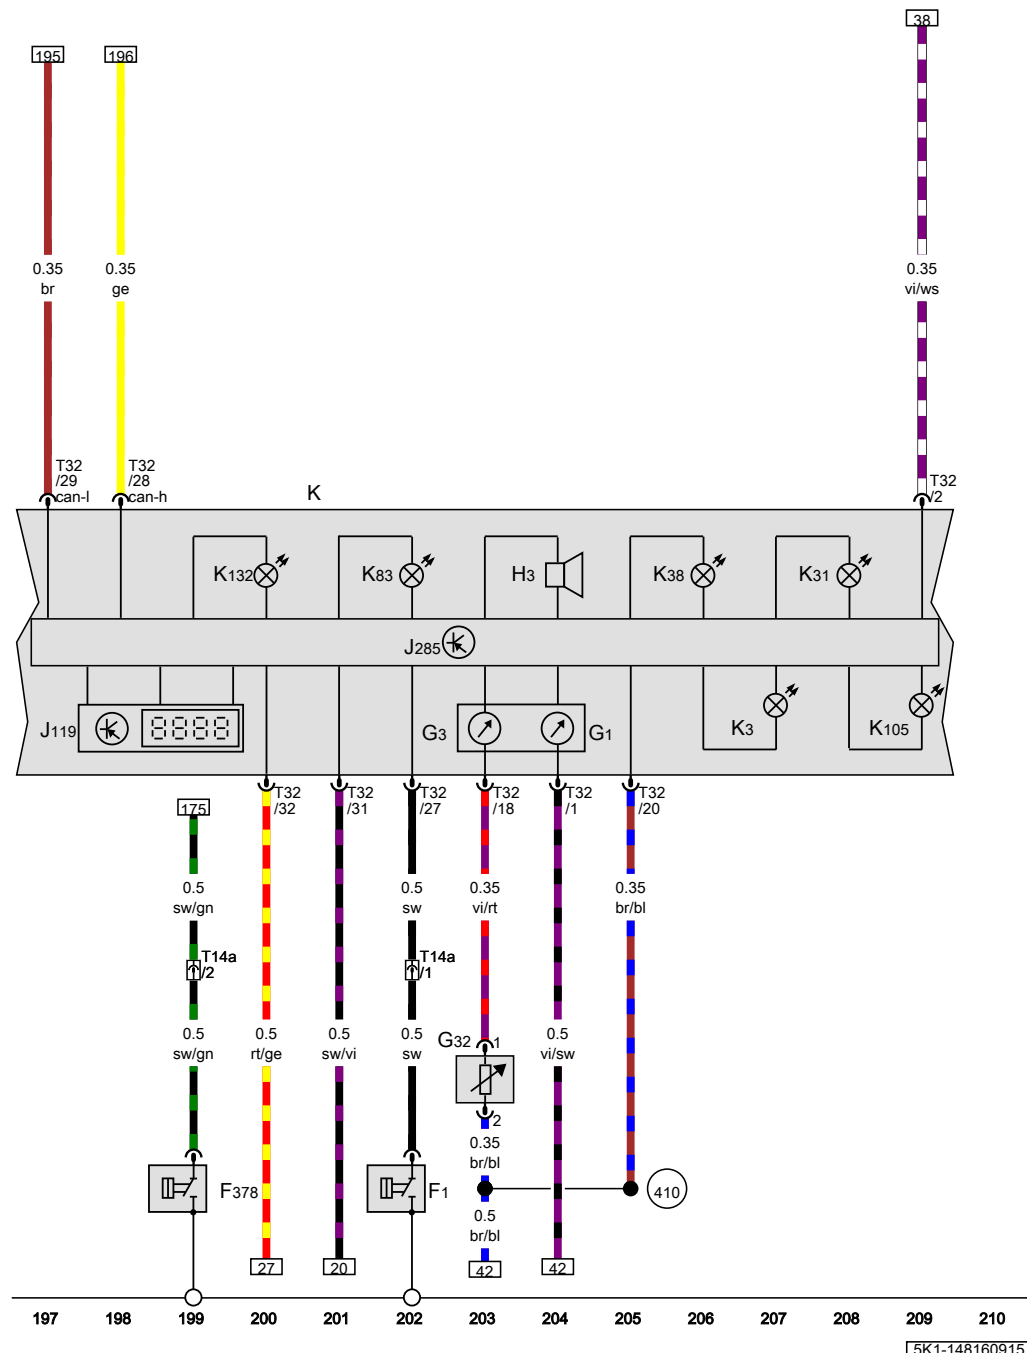 38
195
196
0.35
br
0.35
ge
0.35
vi/ws
T32
/29
can-l
T32
/28
can-h
K
T32
/2
K132
K83
H3
K38
K31
J285
J119
G3
G1
K3
K105
175
T32
/32
T32
/31
T32
/27
T32
/18
T32
/1
T32
/20
0.5
sw/gn
0.5
sw
0.35
vi/rt
0.35
br/bl
T14a
/2
T14a
/1
0.5
sw/gn
0.5
rt/ge
0.5
sw/vi
0.5
sw
G32
1
0.5
vi/sw
2
0.35
br/bl
F378
F1
410
0.5
br/bl
27
20
42
42
197 198 199 200 201 202 203 204 205 206 207 208 209 210
5K1-148160915